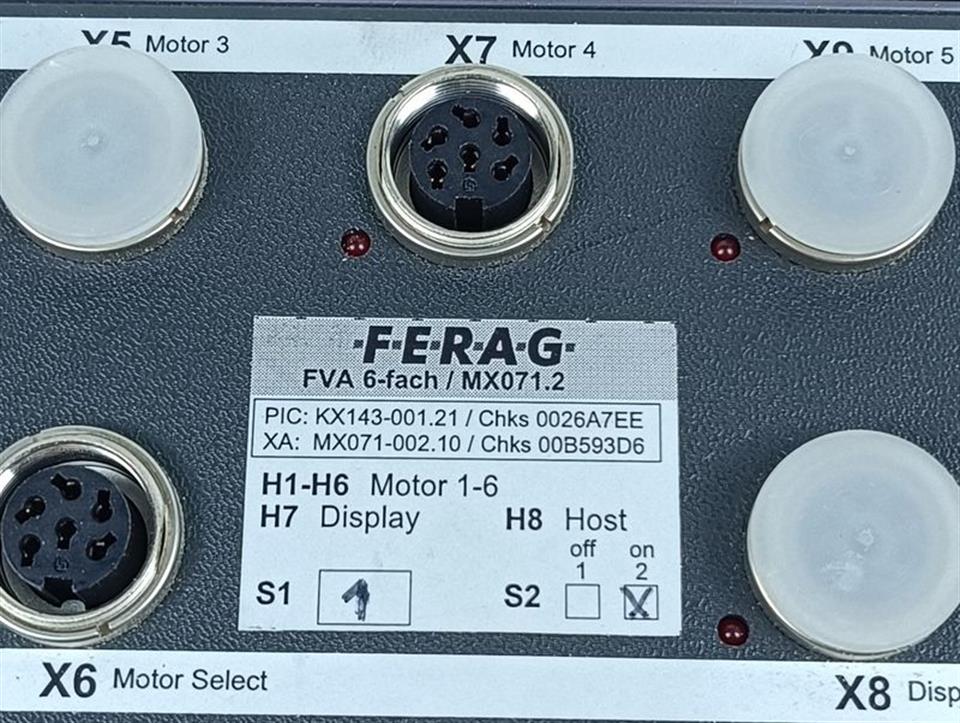 X5 Motor 3
X7 Motor 4
X9 Motor 5
·F·E·R·A·G·
FVA 6-fach / MX071.2
PIC: KX143-001.21 / Chks 0026A7EE
XA: MX071-002.10 / Chks 00B593D6
H1-H6 Motor 1-6
H7 Display
H8 Host
off on
1 2
S1 1
S2 X
X6 Motor Select
X8 Disp